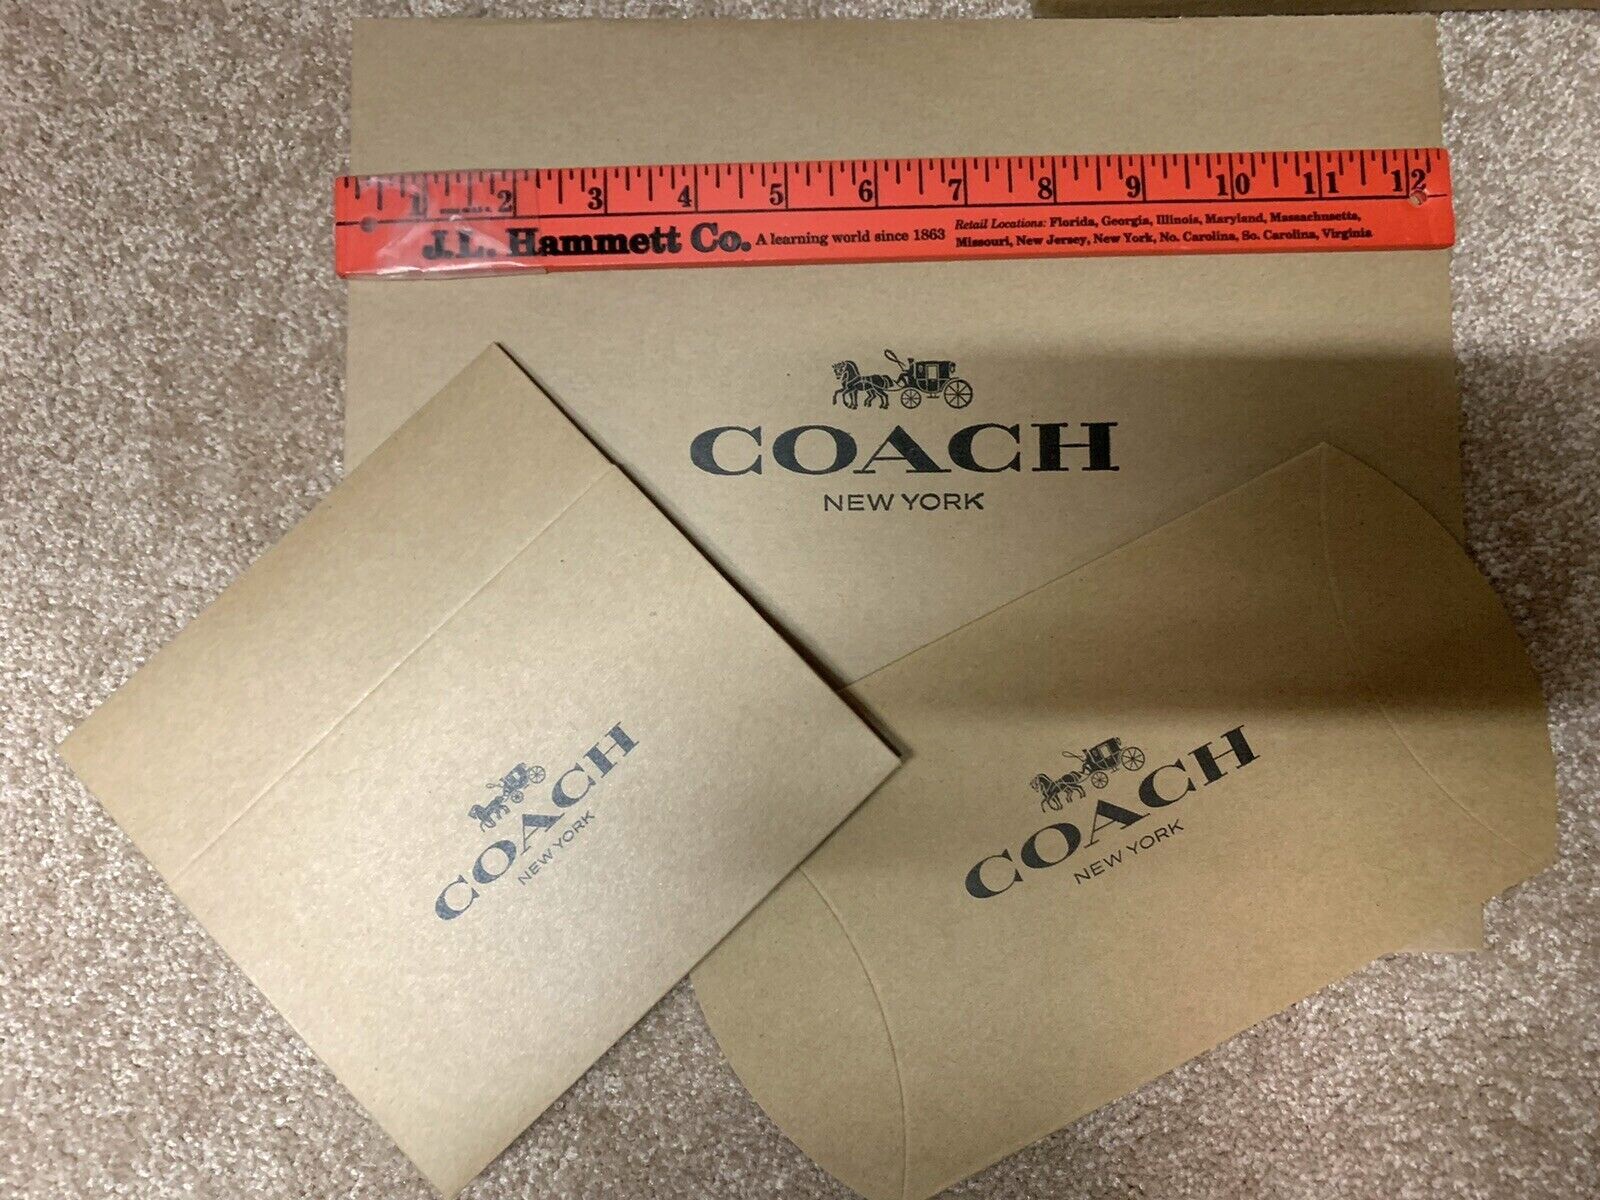 1 2 3 4 5 6 7 8 9 10 11 12
J.L. Hammett Co. A learning world since 1863
Retail Locations: Florida, Georgia, Illinois, Maryland, Massachusetts,
Missouri, New Jersey, New York, No. Carolina, So. Carolina, Virginia
COACH
NEW YORK
COACH
NEW YORK
COACH
NEW YORK